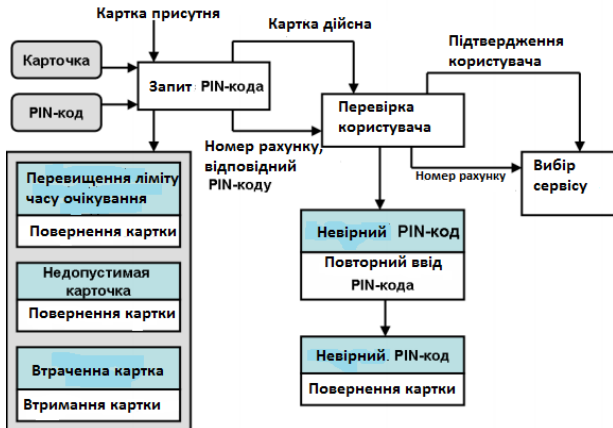 Картка присутня
Картка дійсна
Карточка
PIN-код
Запит PIN-кода
Підтвердження
користувача
Перевірка
користувача
Номер рахунку,
відповідний
PIN-коду
Номер рахунку
Вибір
сервісу
Перевищення ліміту
часу очікування
Повернення картки
Недопустимая
карточка
Повернення картки
Втраченна картка
Втримання картки
Невірний PIN-код
Повторний ввід
PIN-кода
Невірний. PIN-код
Повернення картки